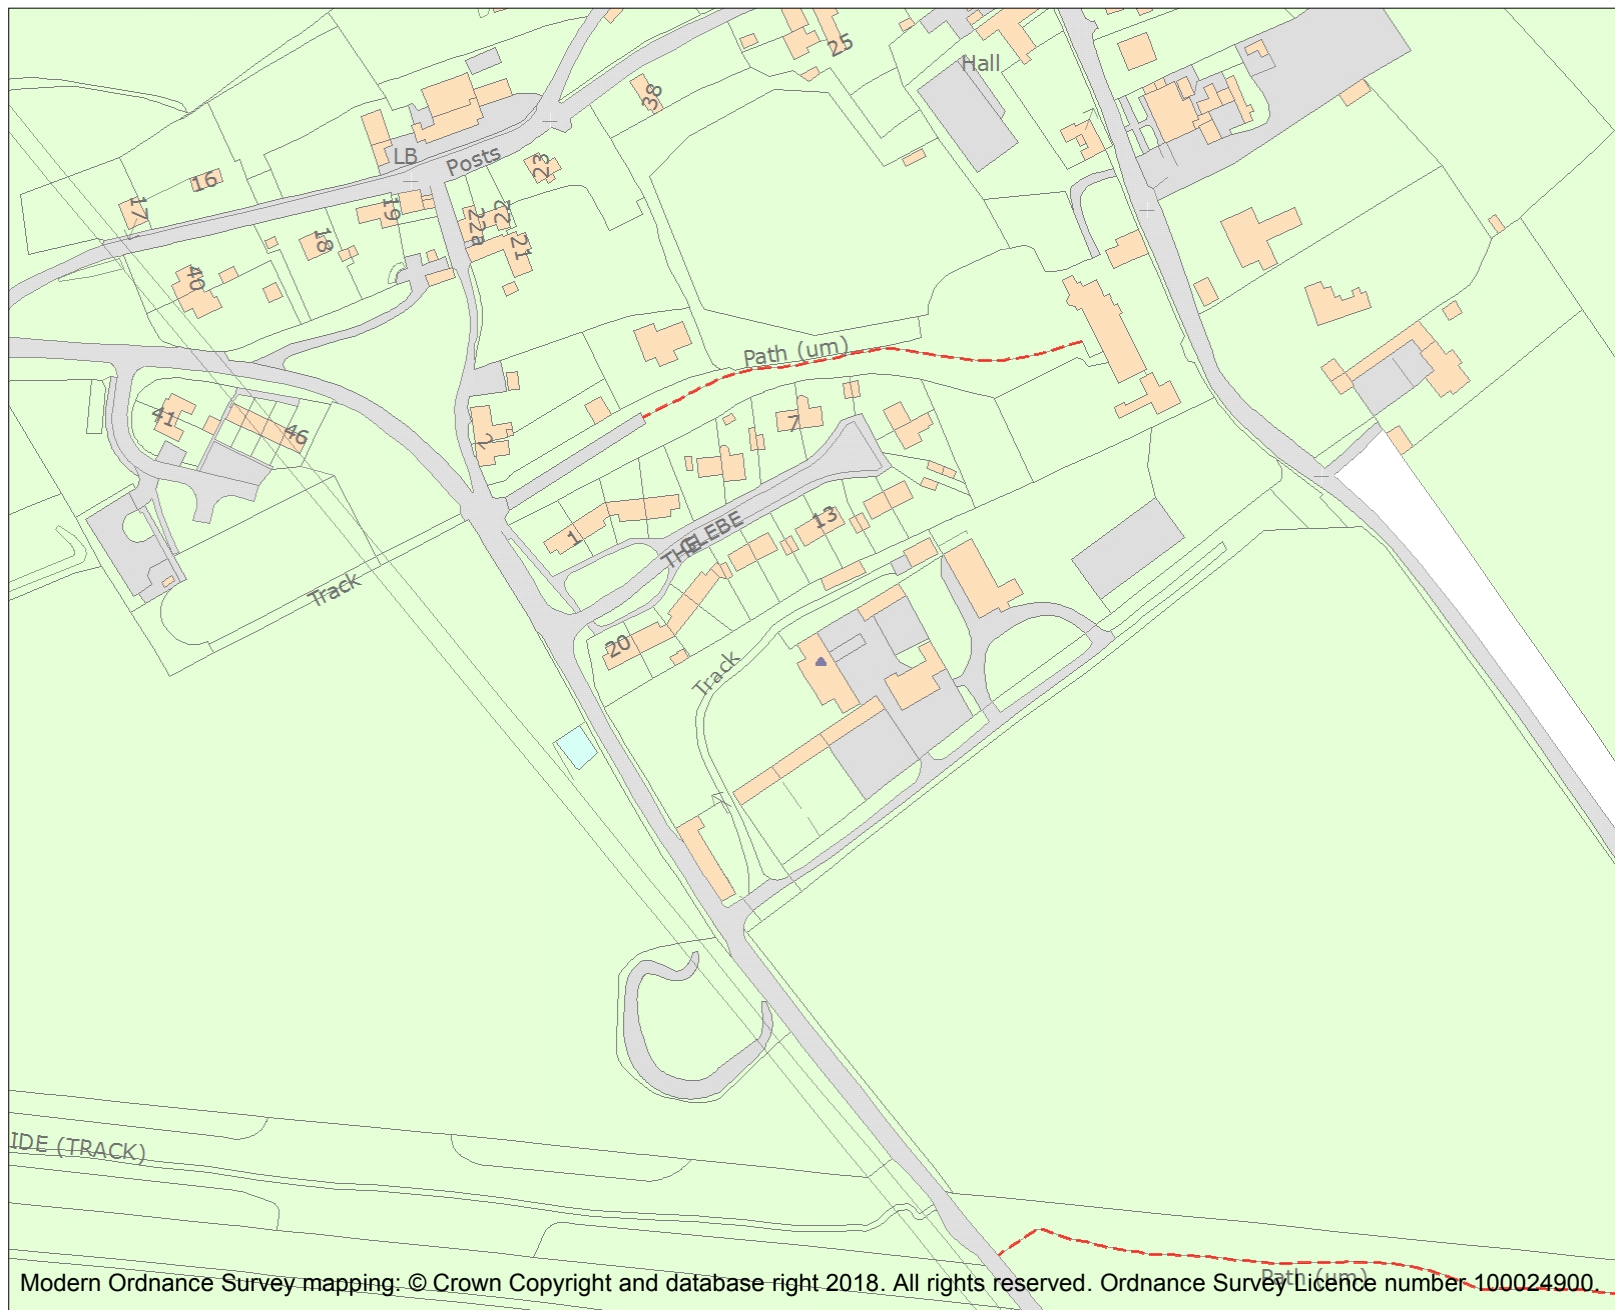 25
Hall
38
LB
Posts
23
16
17
19
22a
22
21
18
40
Path (um)
41
46
2
7
1
13
THE
GLEBE
Track
20
Track
IDE (TRACK)
Path (um)
Modern Ordnance Survey mapping: © Crown Copyright and database right 2018. All rights reserved. Ordnance Survey Licence number 100024900.